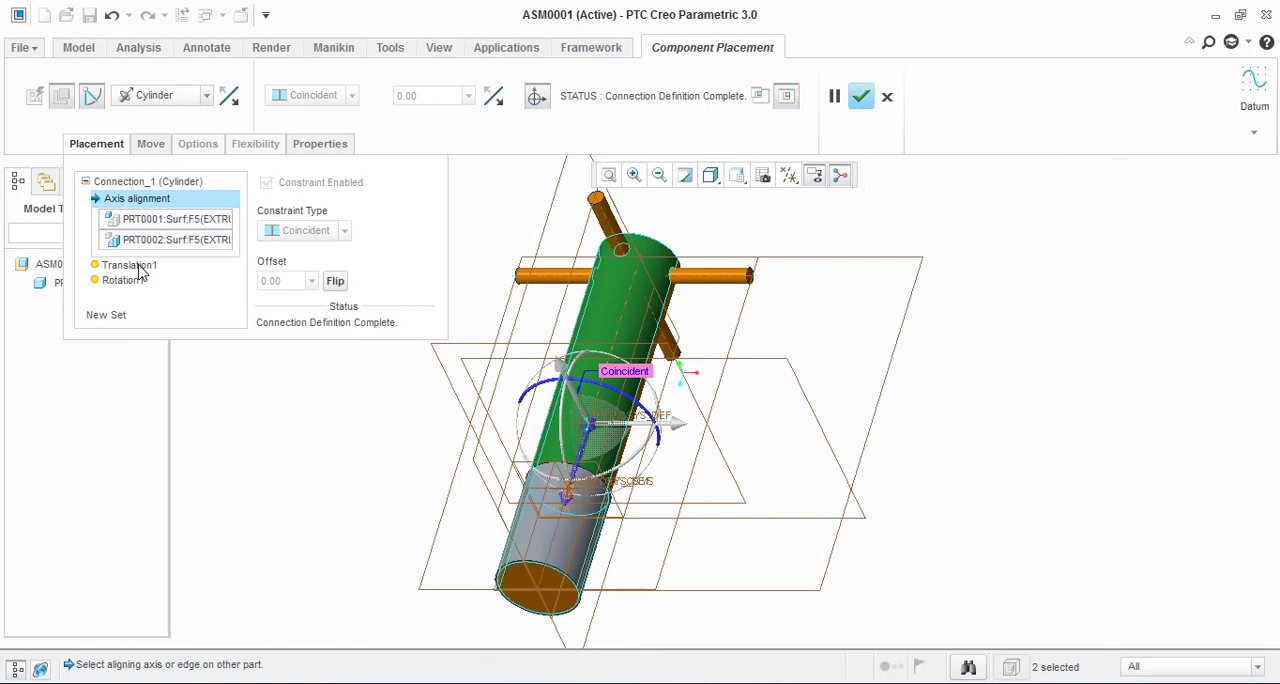 ASM0001 (Active) - PTC Creo Parametric 3.0
File Model Analysis Annotate Render Manikin Tools View Applications Framework Component Placement
Cylinder Coincident 0.00 STATUS : Connection Definition Complete.
Datum
Placement Move Options Flexibility Properties
Connection_1 (Cylinder)
Axis alignment
PRT0001:Surf:F5(EXTRU
PRT0002:Surf:F5(EXTRU
Translation1
Rotation1
New Set
Constraint Enabled
Constraint Type
Coincident
Offset
0.00 Flip
Status
Connection Definition Complete.
Model T
ASM0
Coincident
Select aligning axis or edge on other part.
2 selected
All